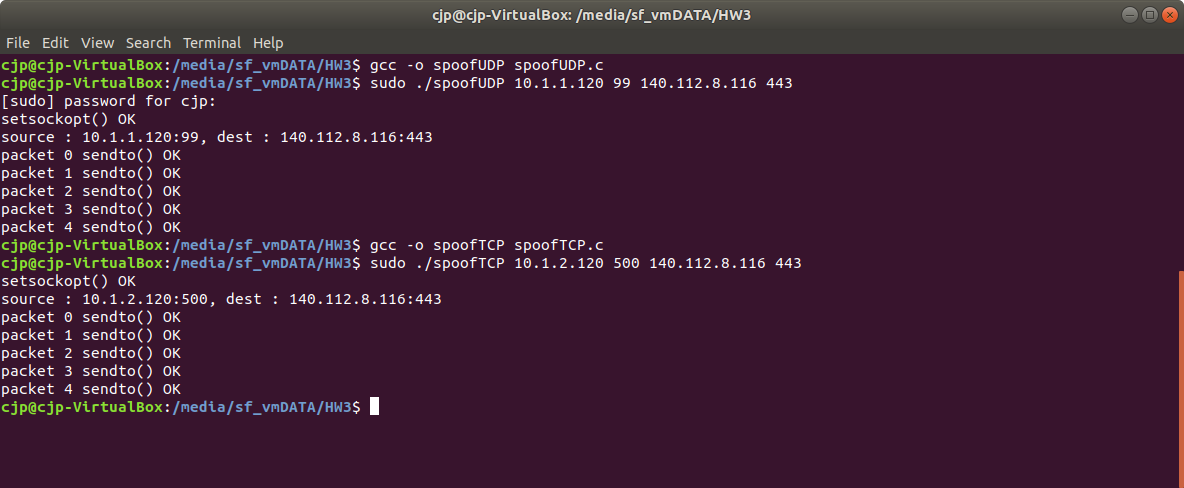 cjp@cjp-VirtualBox: /media/sf_vmDATA/HW3
File Edit View Search Terminal Help
cjp@cjp-VirtualBox:/media/sf_vmDATA/HW3$ gcc -o spoofUDP spoofUDP.c
cjp@cjp-VirtualBox:/media/sf_vmDATA/HW3$ sudo ./spoofUDP 10.1.1.120 99 140.112.8.116 443
[sudo] password for cjp:
setsockopt() OK
source : 10.1.1.120:99, dest : 140.112.8.116:443
packet 0 sendto() OK
packet 1 sendto() OK
packet 2 sendto() OK
packet 3 sendto() OK
packet 4 sendto() OK
cjp@cjp-VirtualBox:/media/sf_vmDATA/HW3$ gcc -o spoofTCP spoofTCP.c
cjp@cjp-VirtualBox:/media/sf_vmDATA/HW3$ sudo ./spoofTCP 10.1.2.120 500 140.112.8.116 443
setsockopt() OK
source : 10.1.2.120:500, dest : 140.112.8.116:443
packet 0 sendto() OK
packet 1 sendto() OK
packet 2 sendto() OK
packet 3 sendto() OK
packet 4 sendto() OK
cjp@cjp-VirtualBox:/media/sf_vmDATA/HW3$